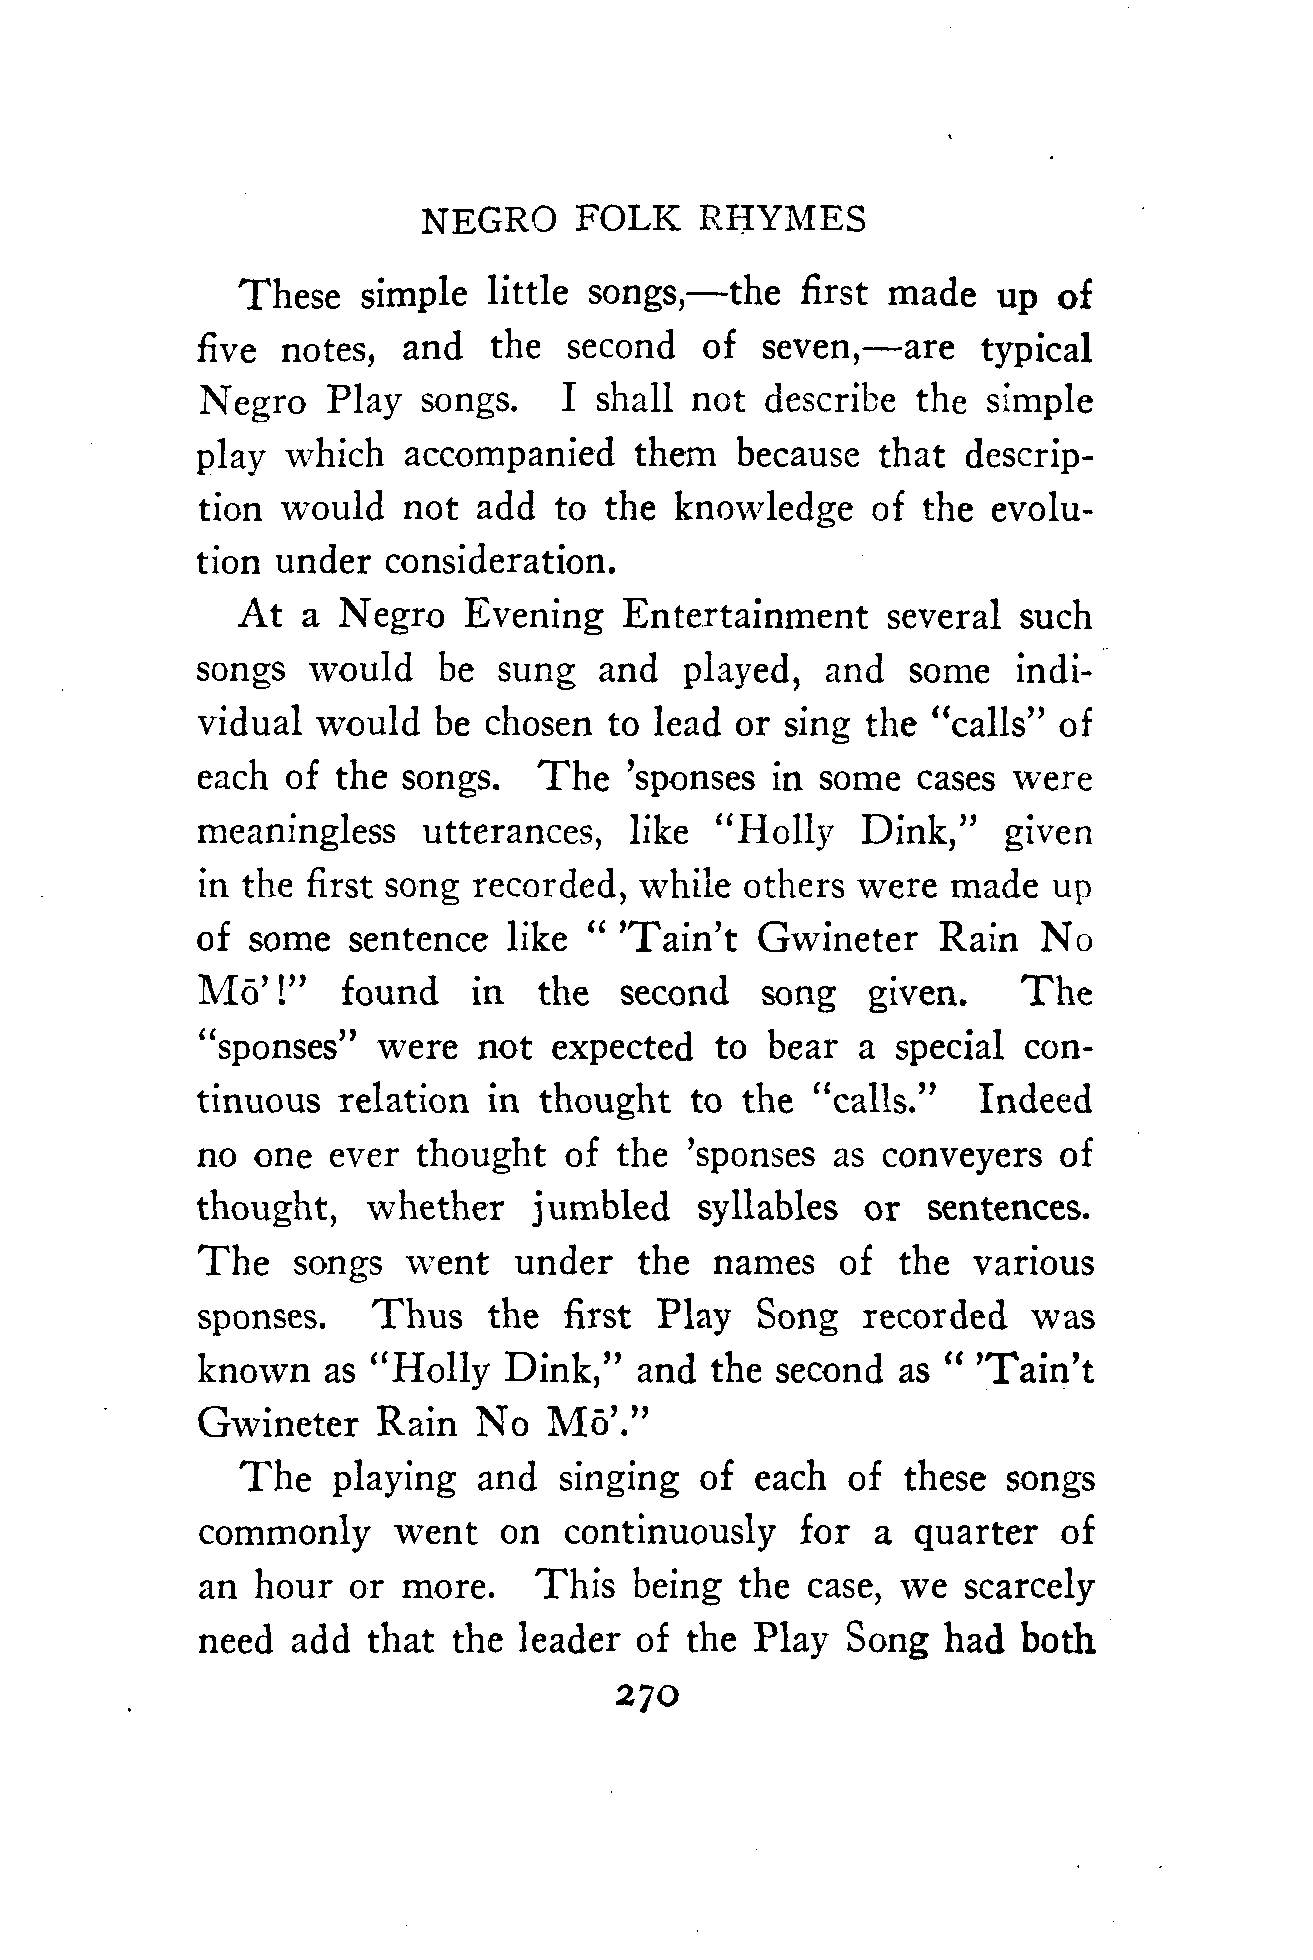 NEGRO FOLK RHYMES
These simple little songs,—the first made up of
five notes, and the second of seven,—are typical
Negro Play songs. I shall not describe the simple
play which accompanied them because that descrip-
tion would not add to the knowledge of the evolu-
tion under consideration.
At a Negro Evening Entertainment several such
songs would be sung and played, and some indi-
vidual would be chosen to lead or sing the “calls” of
each of the songs. The ’sponses in some cases were
meaningless utterances, like “Holly Dink,” given
in the first song recorded, while others were made up
of some sentence like “ ’Tain’t Gwineter Rain No
Mō’!” found in the second song given. The
“sponses” were not expected to bear a special con-
tinuous relation in thought to the “calls.” Indeed
no one ever thought of the ’sponses as conveyers of
thought, whether jumbled syllables or sentences.
The songs went under the names of the various
sponses. Thus the first Play Song recorded was
known as “Holly Dink,” and the second as “ ’Tain’t
Gwineter Rain No Mō’.”
The playing and singing of each of these songs
commonly went on continuously for a quarter of
an hour or more. This being the case, we scarcely
need add that the leader of the Play Song had both
270